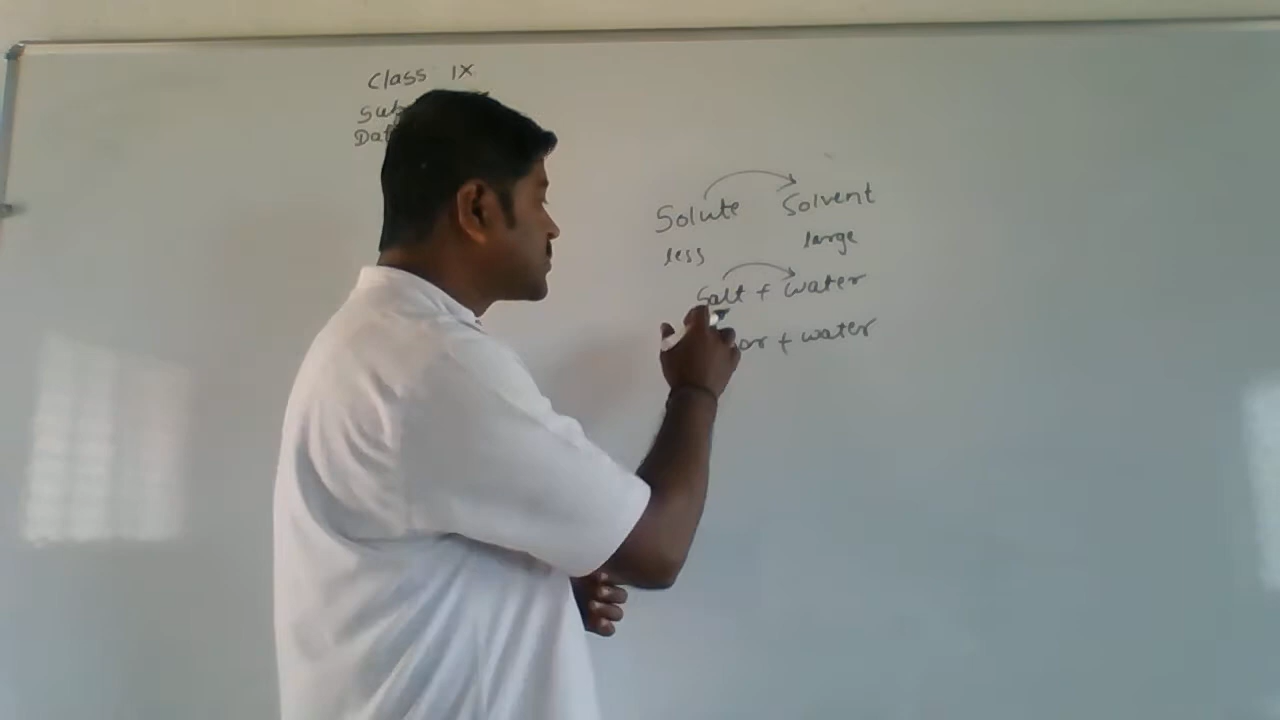 Class IX
Solute Solvent
less large
Salt + water
+ water